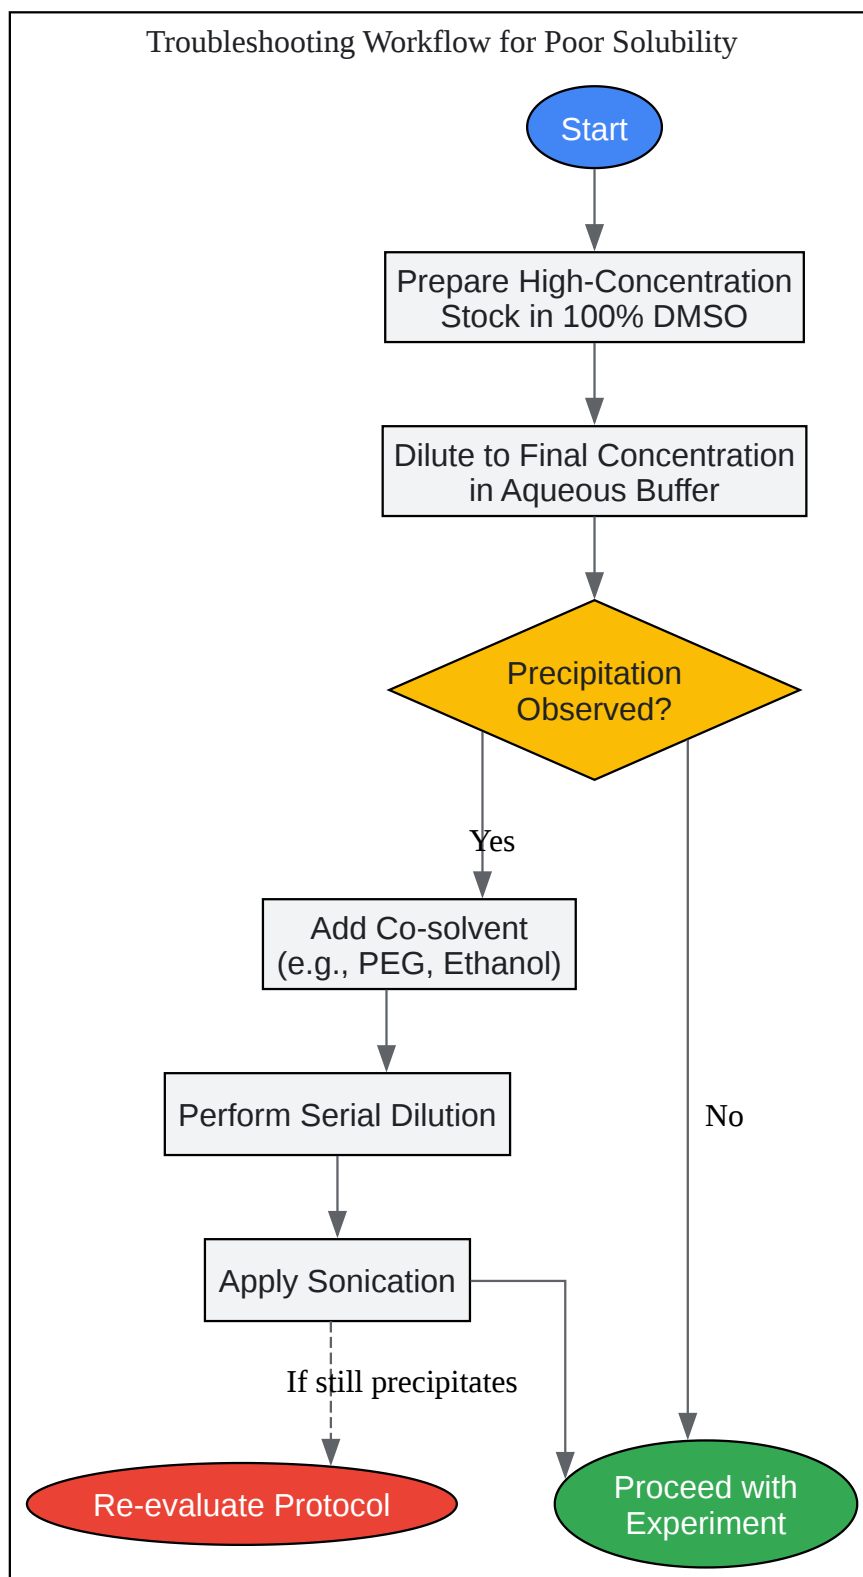 Troubleshooting Workflow for Poor Solubility
Start
Prepare High-Concentration
Stock in 100% DMSO
Dilute to Final Concentration
in Aqueous Buffer
Precipitation
Observed?
Yes
Add Co-solvent
(e.g., PEG, Ethanol)
Perform Serial Dilution
No
Apply Sonication
If still precipitates
Re-evaluate Protocol
Proceed with
Experiment